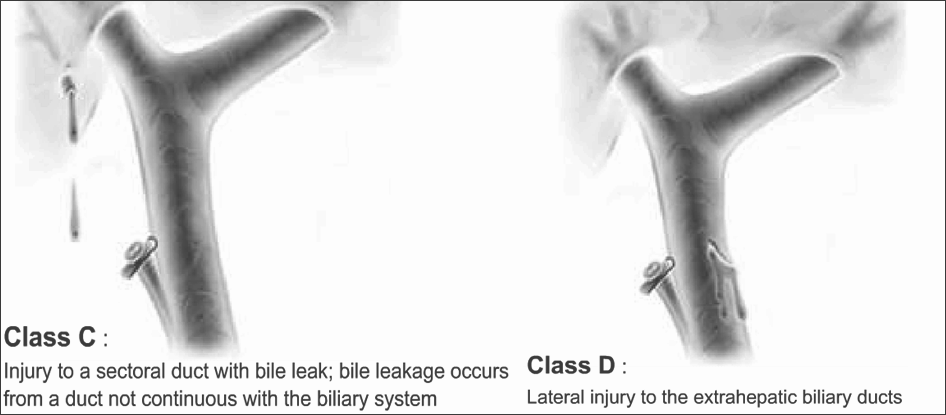 Class C :
Injury to a sectoral duct with bile leak; bile leakage occurs
from a duct not continuous with the biliary system
Class D :
Lateral injury to the extrahepatic biliary ducts